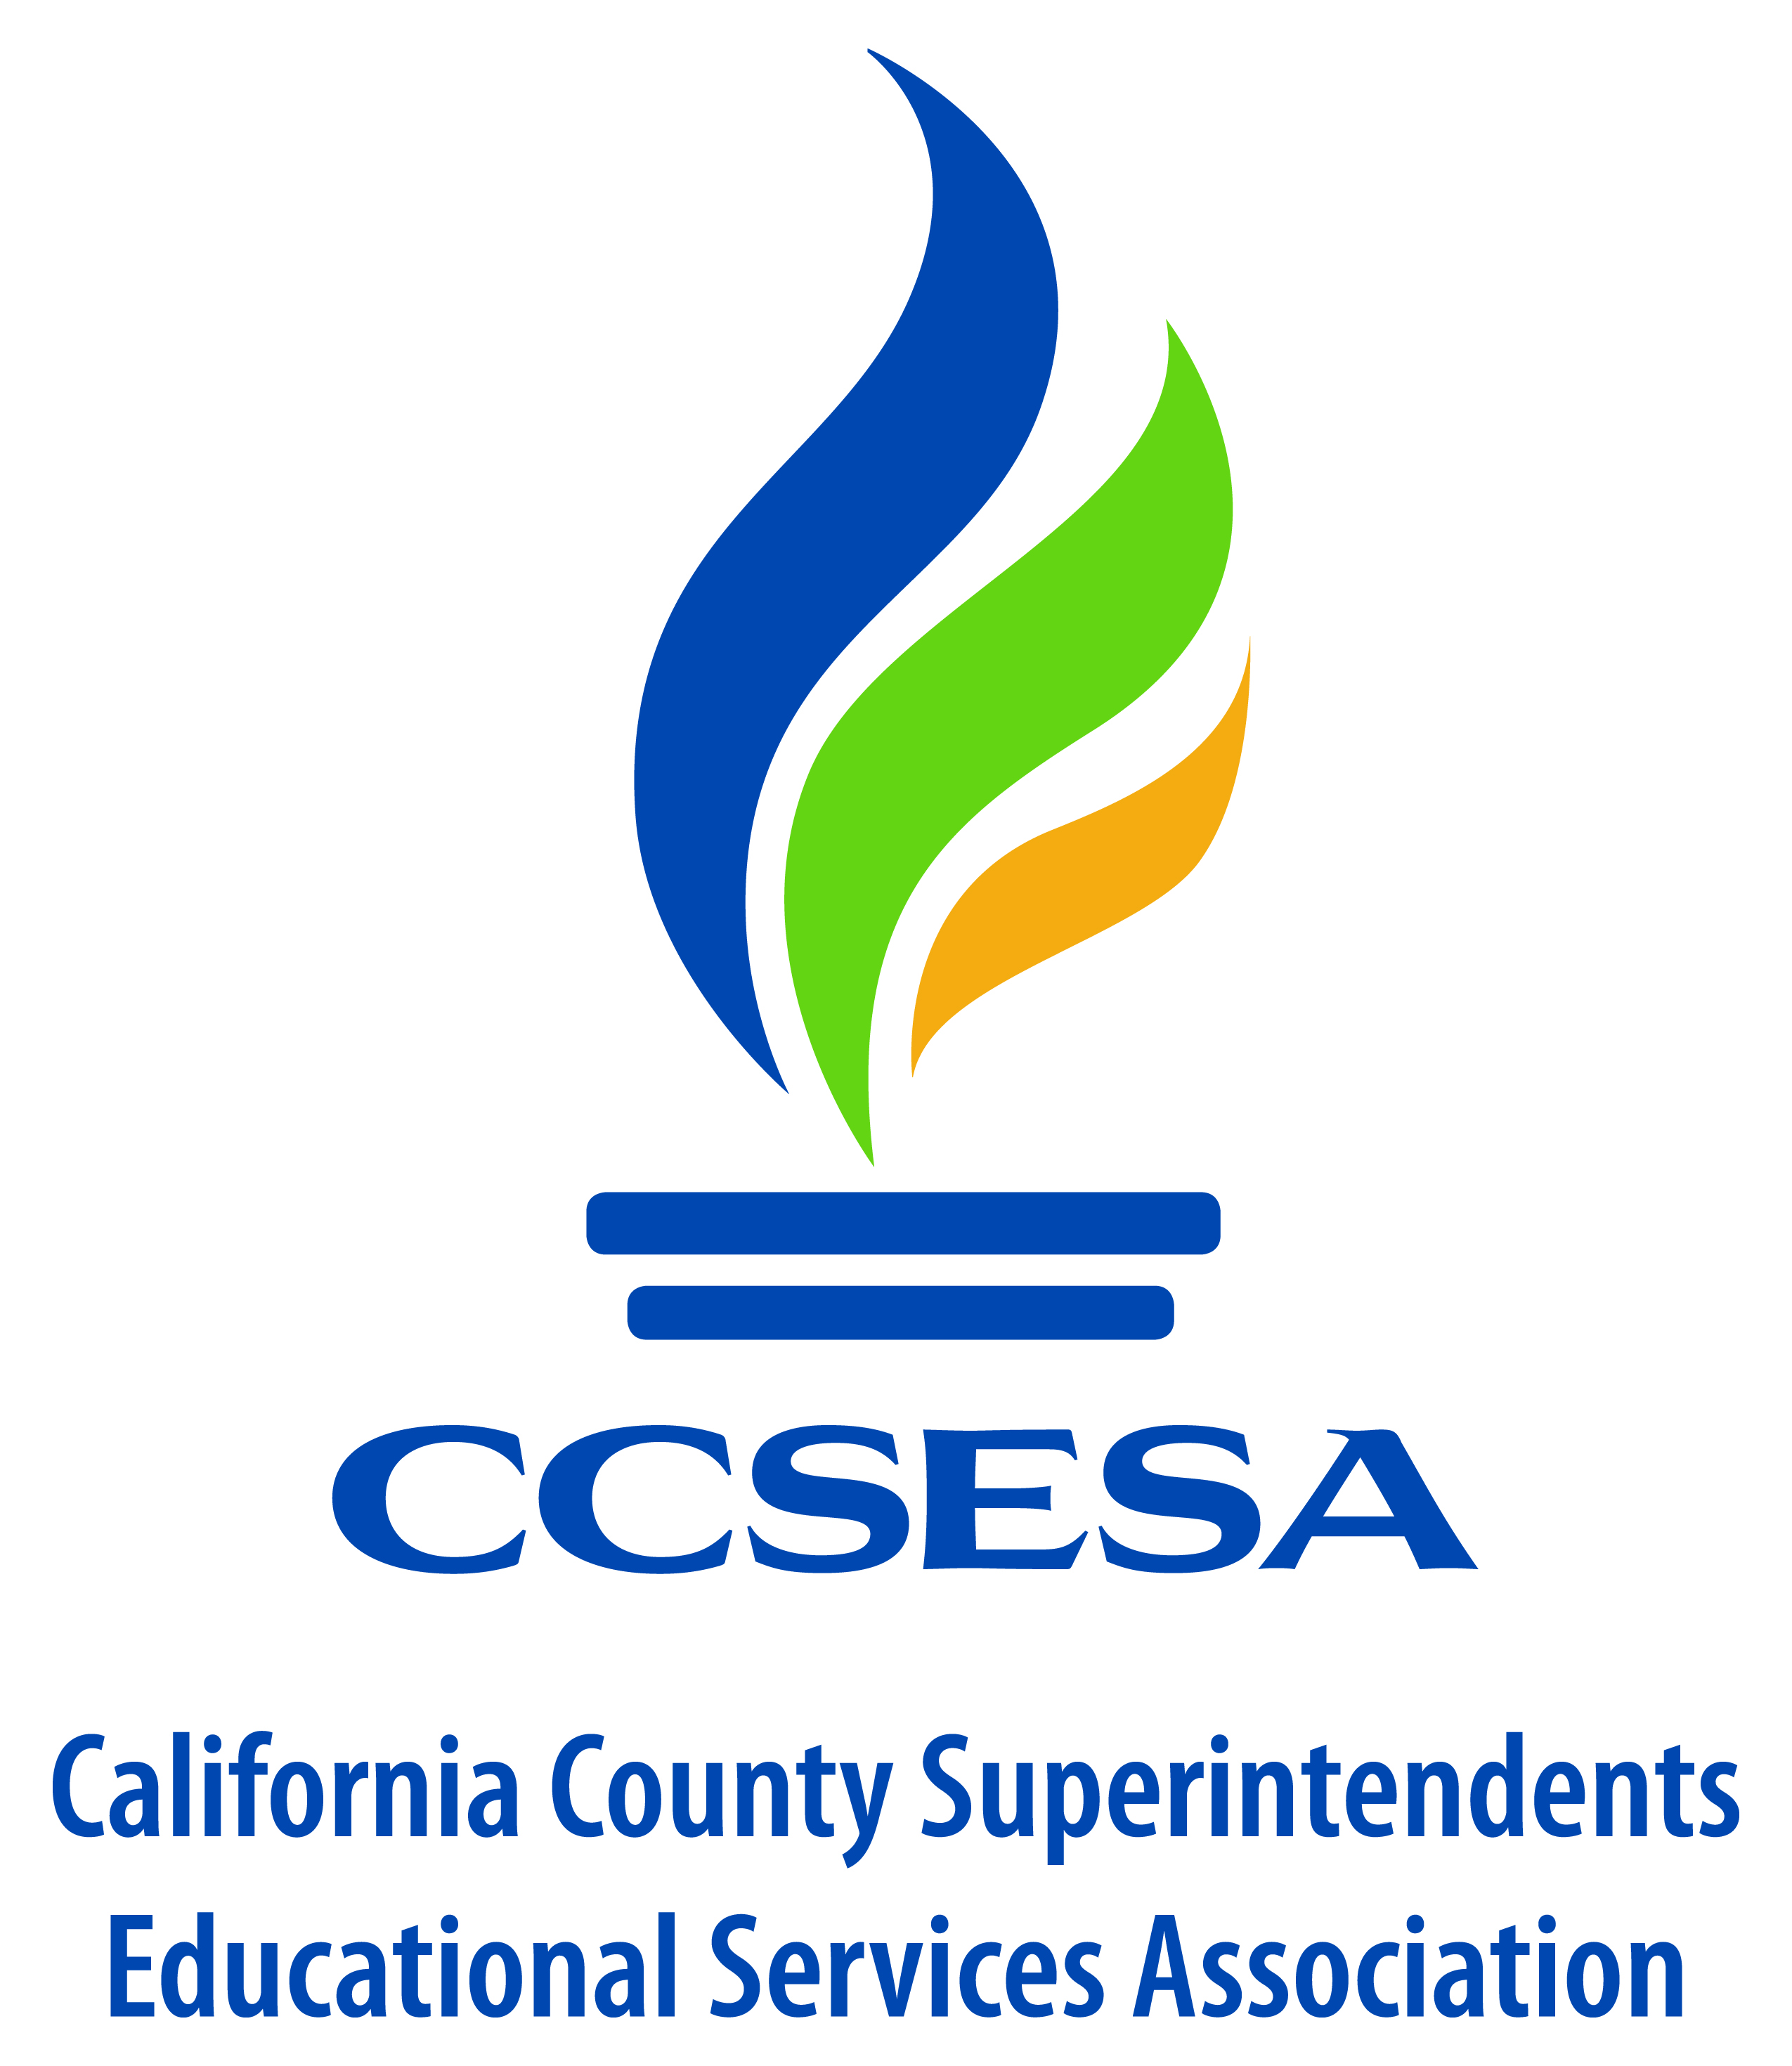 CCSESA
California County Superintendents
Educational Services Association